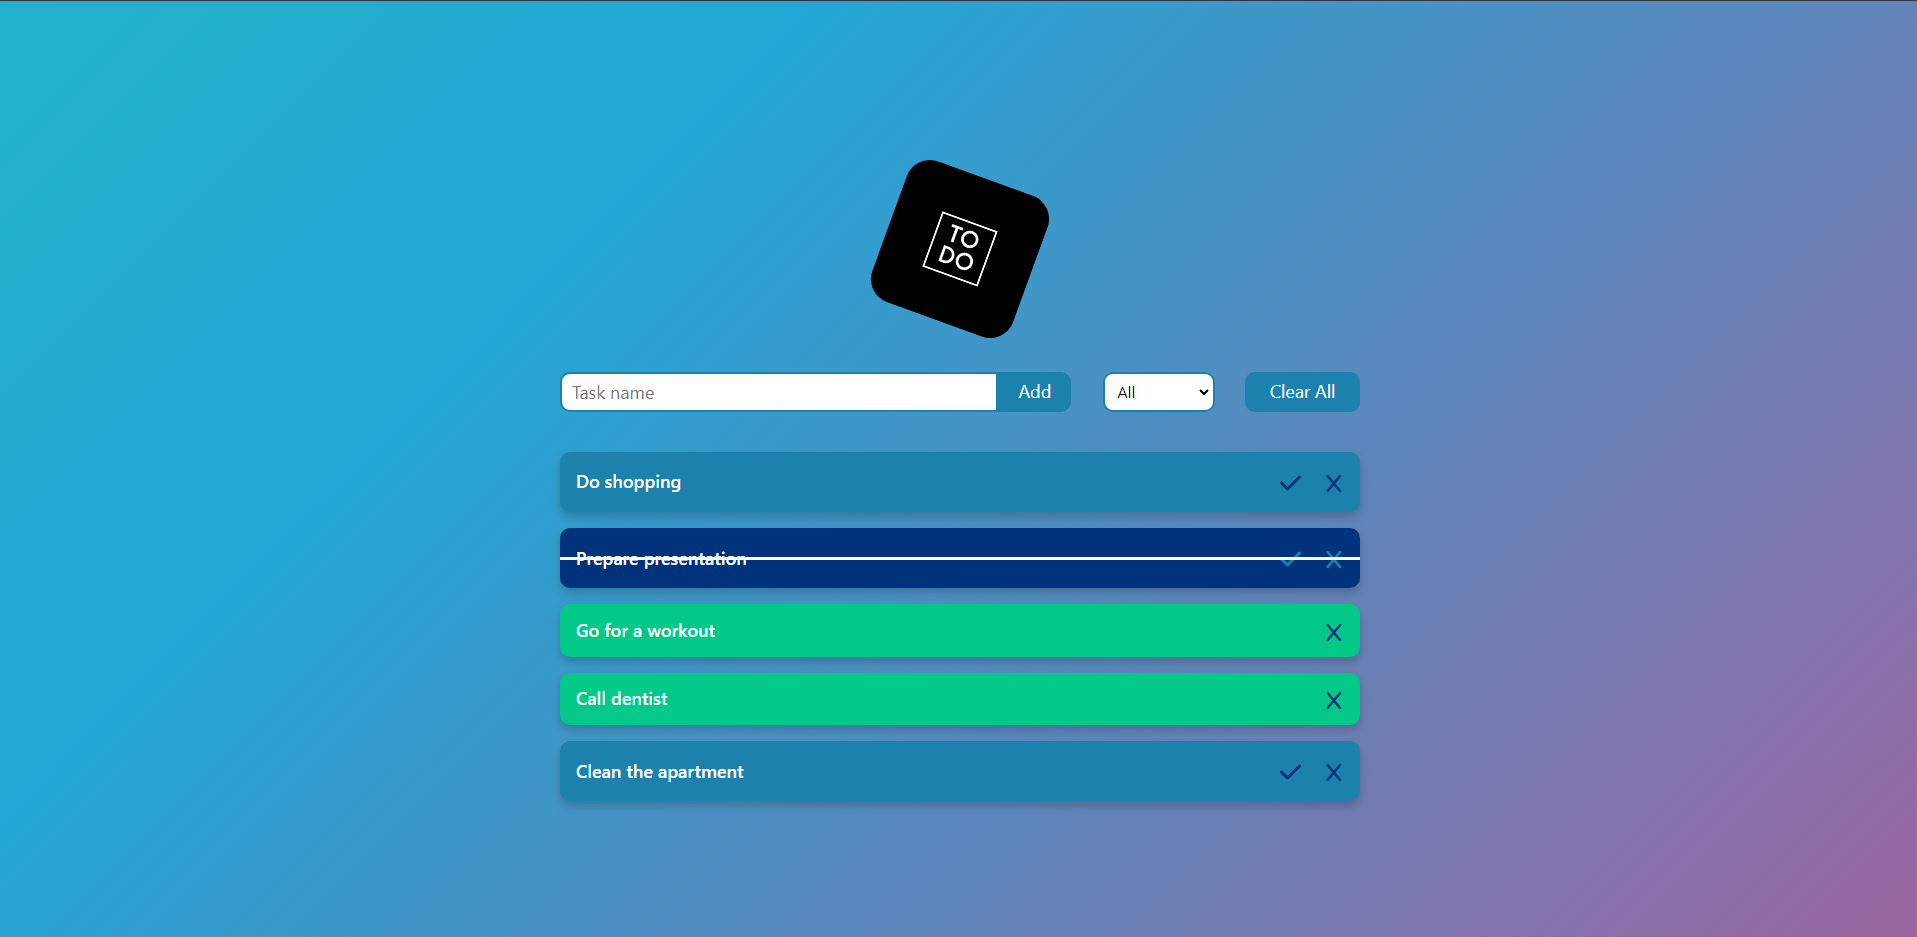 TO
DO
Task name Add All Clear All
Do shopping
Prepare presentation
Go for a workout
Call dentist
Clean the apartment